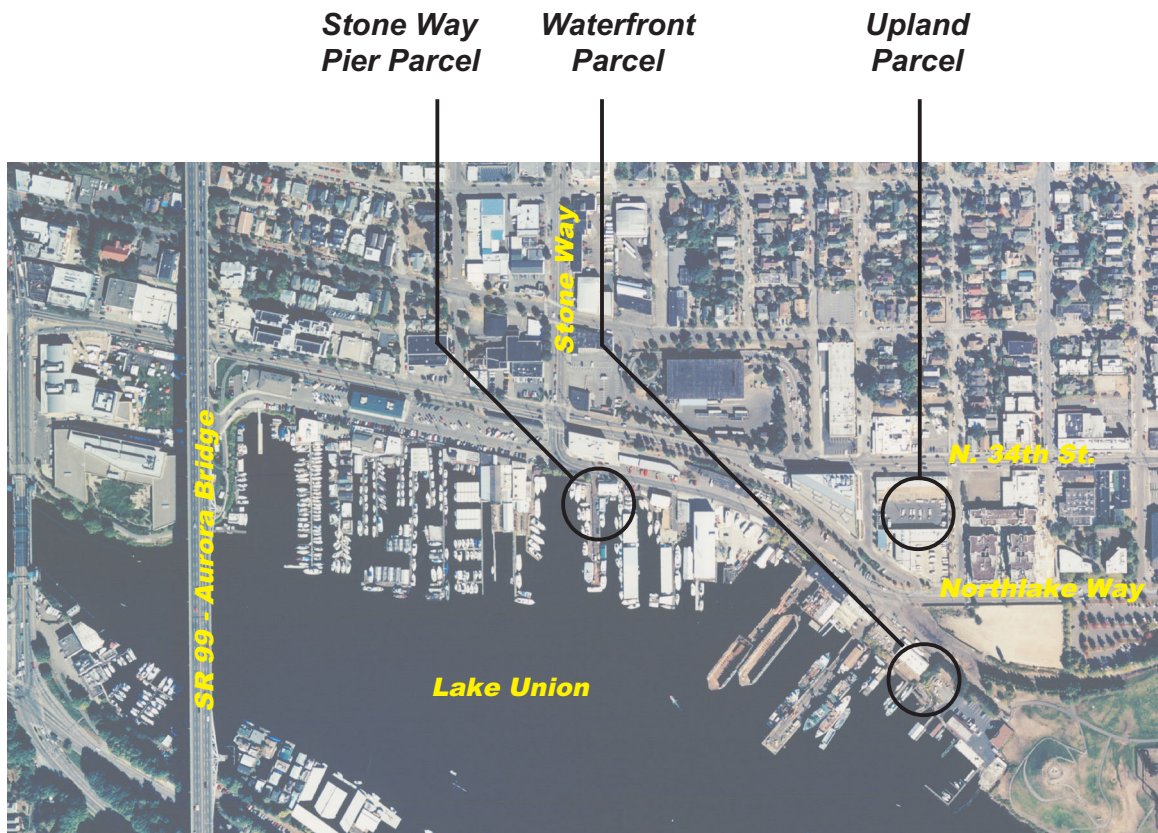 Stone Way
Pier Parcel
Waterfront
Parcel
Upland
Parcel
Stone Way
SR 99 - Aurora Bridge
N. 34th St.
Northlake Way
Lake Union